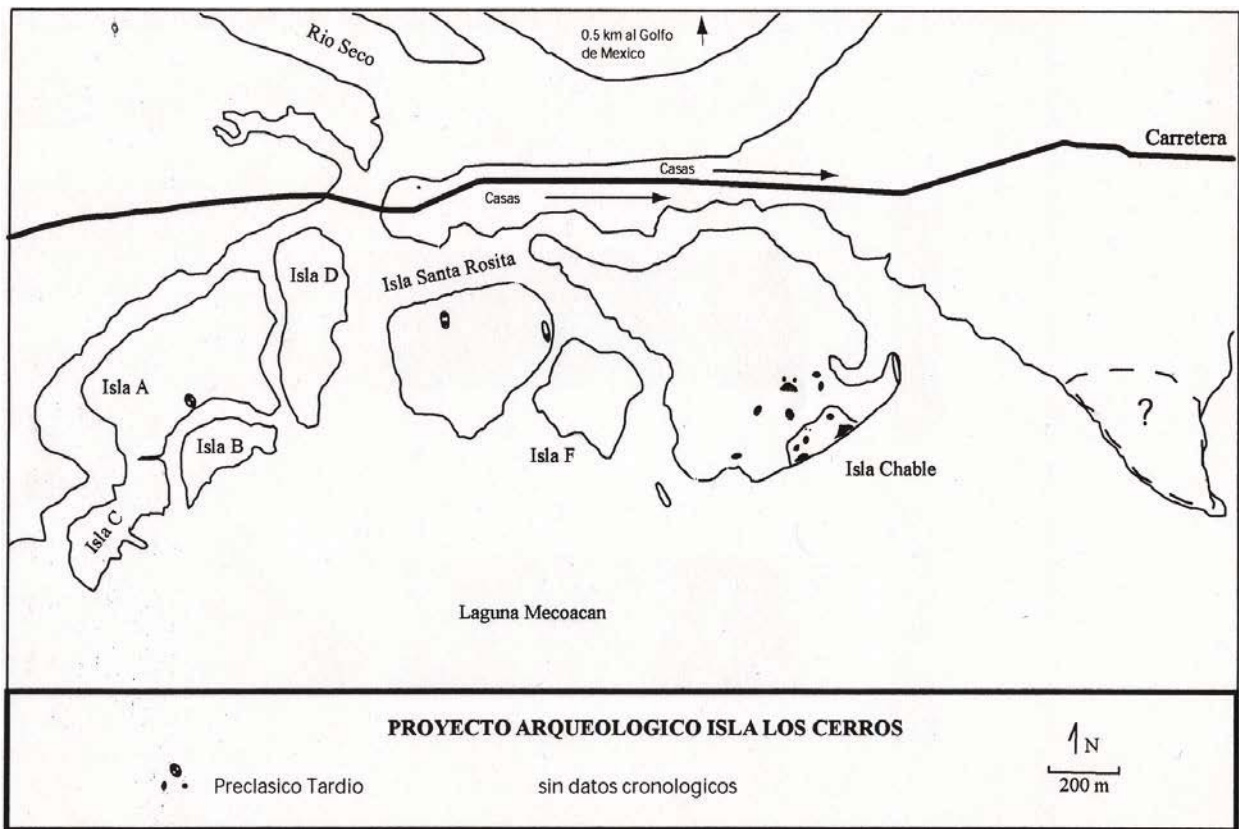 Rio Seco
0.5 km al Golfo
de Mexico
Carretera
Casas
Casas
Isla D
Isla Santa Rosita
Isla A
Isla B
Isla F
Isla Chable
?
Isla C
Laguna Mecoacan
PROYECTO ARQUEOLOGICO ISLA LOS CERROS
Preclasico Tardio
sin datos cronologicos
N
200 m